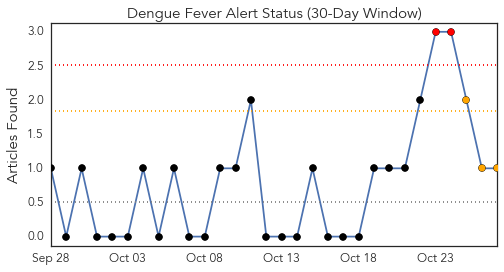 Dengue Fever Alert Status (30-Day Window)
Articles Found
3.0
2.5
2.0
1.5
1.0
0.5
0.0
Sep 28 Oct 03 Oct 08 Oct 13 Oct 18 Oct 23